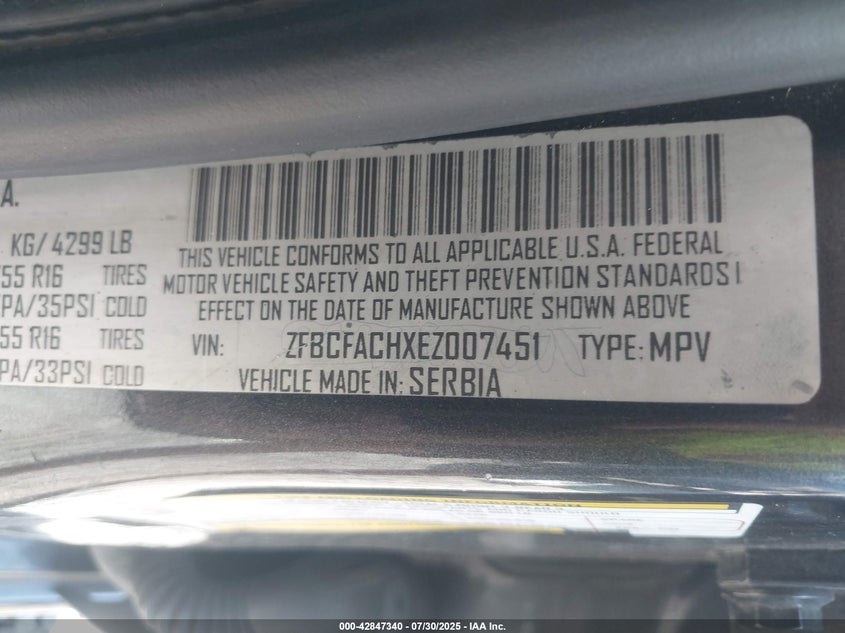 A.
KG/ 4299 LB
THIS VEHICLE CONFORMS TO ALL APPLICABLE U.S.A. FEDERAL
55 R16 TIRES MOTOR VEHICLE SAFETY AND THEFT PREVENTION STANDARDS I
PA/35PSI COLD EFFECT ON THE DATE OF MANUFACTURE SHOWN ABOVE
55 R16 TIRES VIN: ZFBCFACHXEZ007451 TYPE: MPV
PA/33PSI COLD VEHICLE MADE IN: SERBIA
INFORMATION
000-42847340 - 07/30/2025 - IAA Inc.